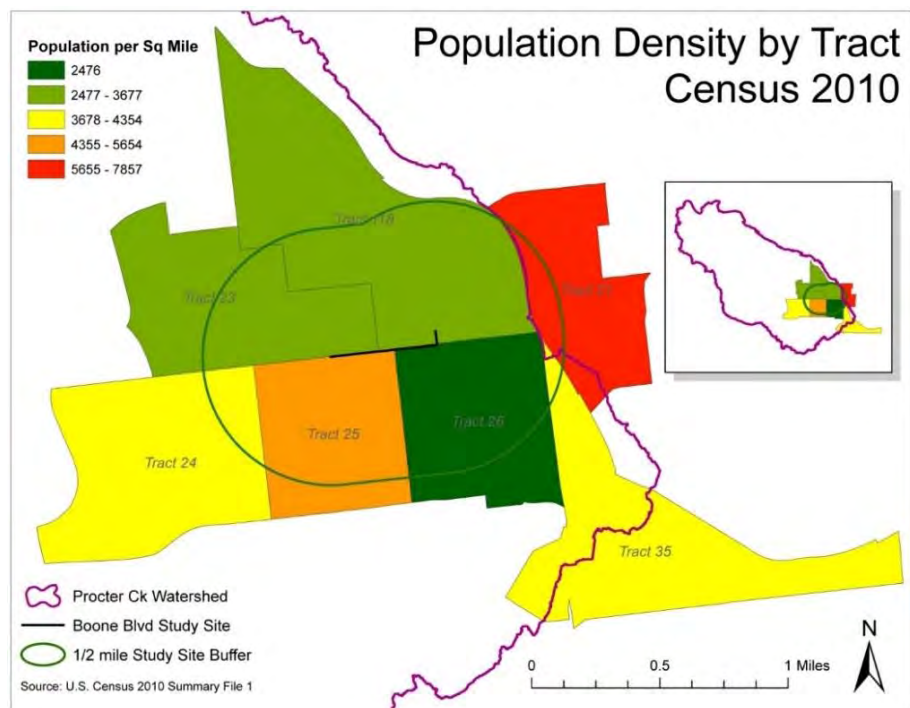 Population Density by Tract
Census 2010
Population per Sq Mile
2476
2477 - 3677
3678 - 4354
4355 - 5654
5655 - 7857
Tract 23
Tract 24
Tract 25
Tract 26
Tract 35
Procter Ck Watershed
Boone Blvd Study Site
1/2 mile Study Site Buffer
Source: U.S. Census 2010 Summary File 1
N
0 0.5 1 Miles